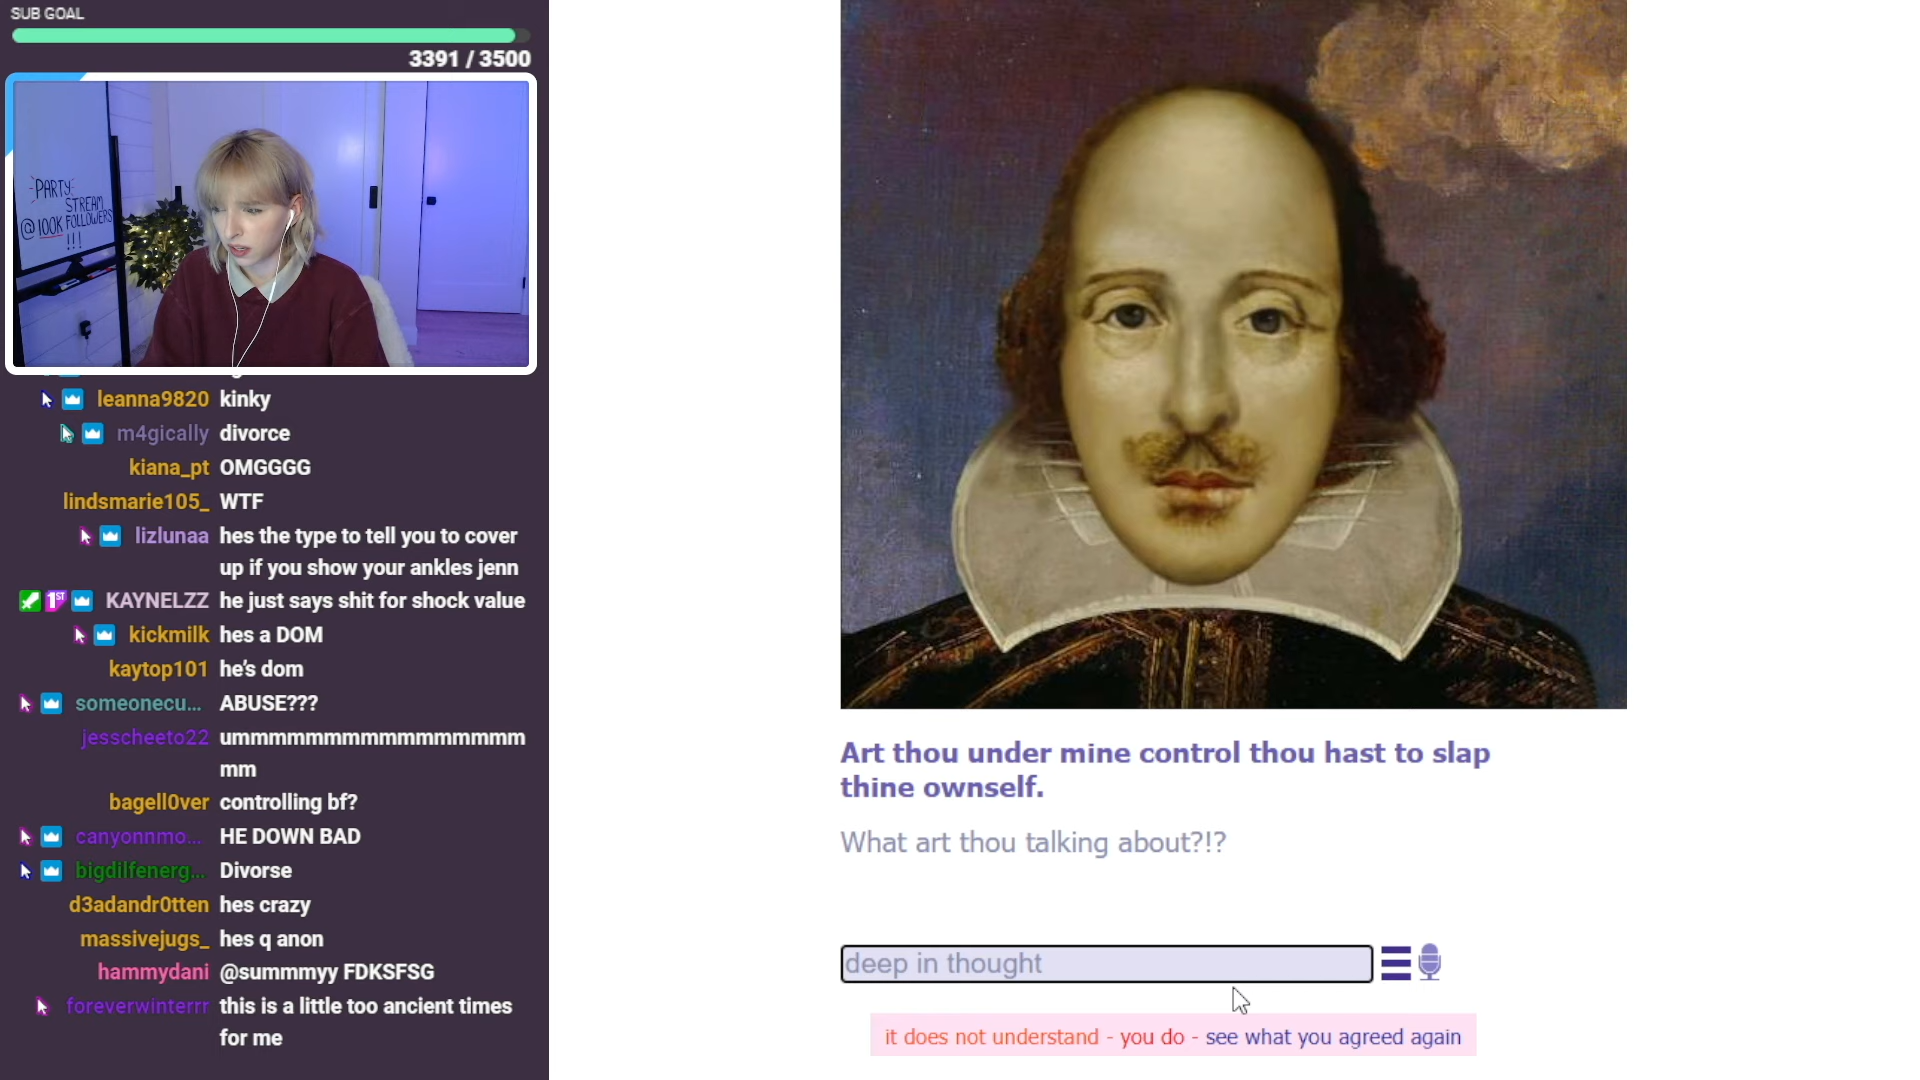 SUB GOAL
3391 / 3500
-PARTY-
STREAM
@100K FOLLOWERS
!!!
leanna9820 kinky
m4gically divorce
kiana_pt OMGGGG
lindsmarie105_ WTF
lizlunaa hes the type to tell you to cover
up if you show your ankles jenn
1ST KAYNELZZ he just says shit for shock value
kickmilk hes a DOM
kaytop101 he's dom
someonecu... ABUSE???
jesscheeto22 ummmmmmmmmmmmmmmm
mm
bagell0ver controlling bf?
canyonnmo... HE DOWN BAD
bigdilfenerg... Divorse
d3adandr0tten hes crazy
massivejugs_ hes q anon
hammydani @summmyy FDKSFSG
foreverwinterrr this is a little too ancient times
for me
Art thou under mine control thou hast to slap
thine ownself.
What art thou talking about?!?
deep in thought
it does not understand - you do - see what you agreed again